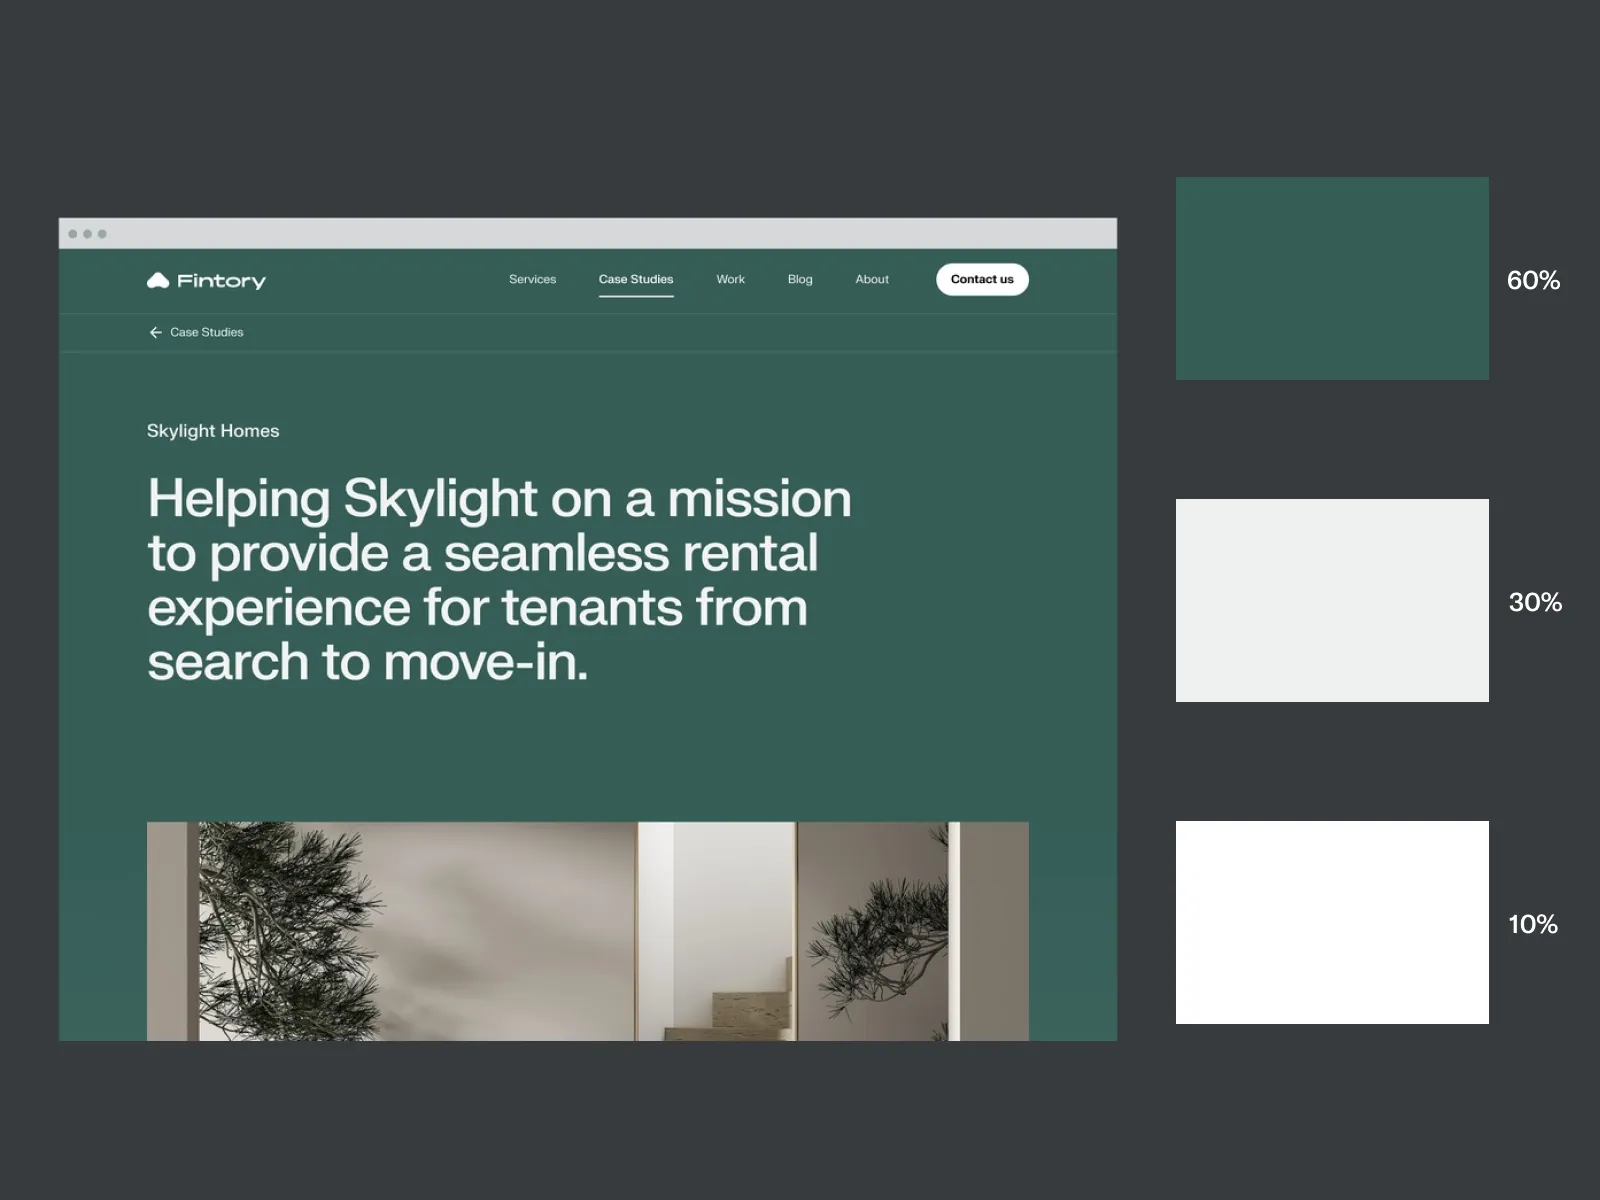 Fintory
Services
Case Studies
Work
Blog
About
Contact us
← Case Studies
Skylight Homes
Helping Skylight on a mission
to provide a seamless rental
experience for tenants from
search to move-in.
60%
30%
10%